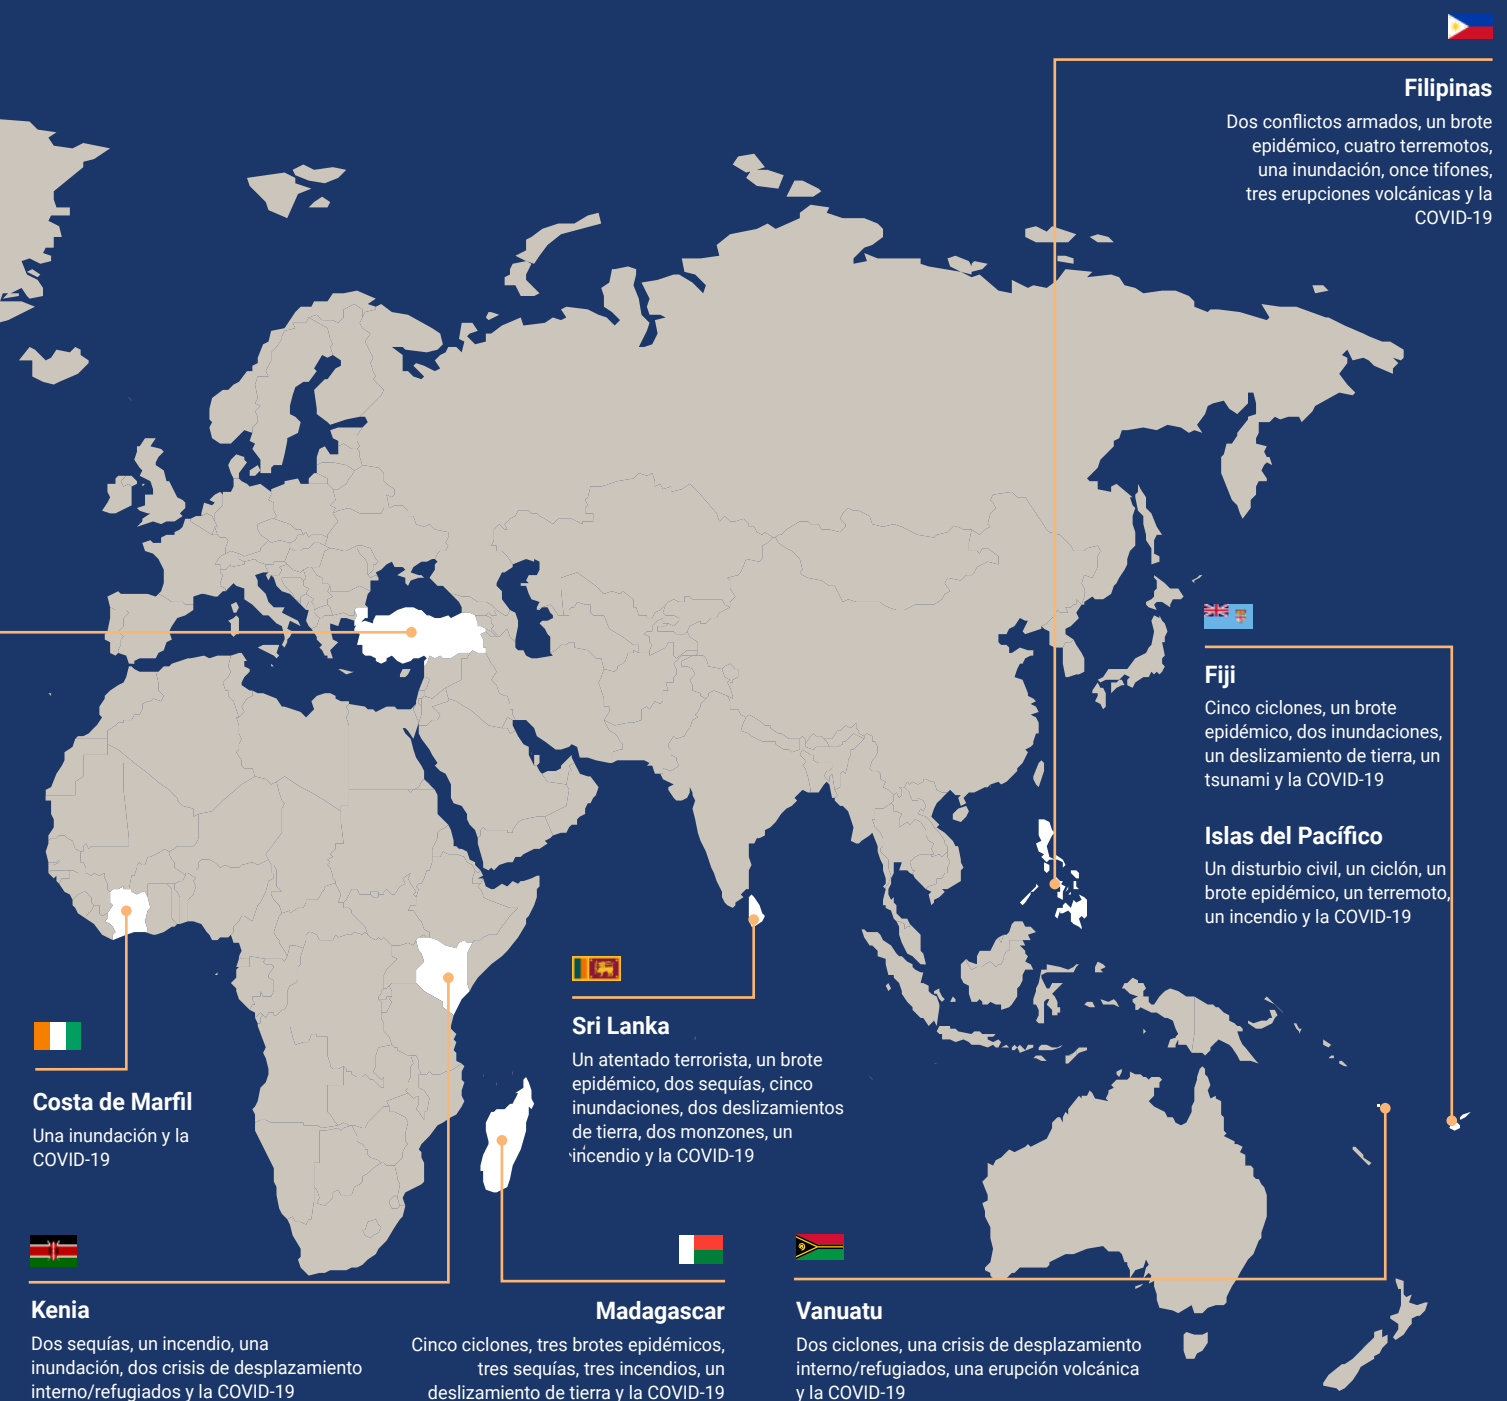 Filipinas
Dos conflictos armados, un brote
epidémico, cuatro terremotos,
una inundación, once tifones,
tres erupciones volcánicas y la
COVID-19
Fiji
Cinco ciclones, un brote
epidémico, dos inundaciones,
un deslizamiento de tierra, un
tsunami y la COVID-19
Islas del Pacífico
Un disturbio civil, un ciclón, un
brote epidémico, un terremoto,
un incendio y la COVID-19
Sri Lanka
Un atentado terrorista, un brote
epidémico, dos sequías, cinco
inundaciones, dos deslizamientos
de tierra, dos monzones, un
incendio y la COVID-19
Costa de Marfil
Una inundación y la
COVID-19
Kenia
Dos sequías, un incendio, una
inundación, dos crisis de desplazamiento
interno/refugiados y la COVID-19
Madagascar
Cinco ciclones, tres brotes epidémicos,
tres sequías, tres incendios, un
deslizamiento de tierra y la COVID-19
Vanuatu
Dos ciclones, una crisis de desplazamiento
interno/refugiados, una erupción volcánica
y la COVID-19